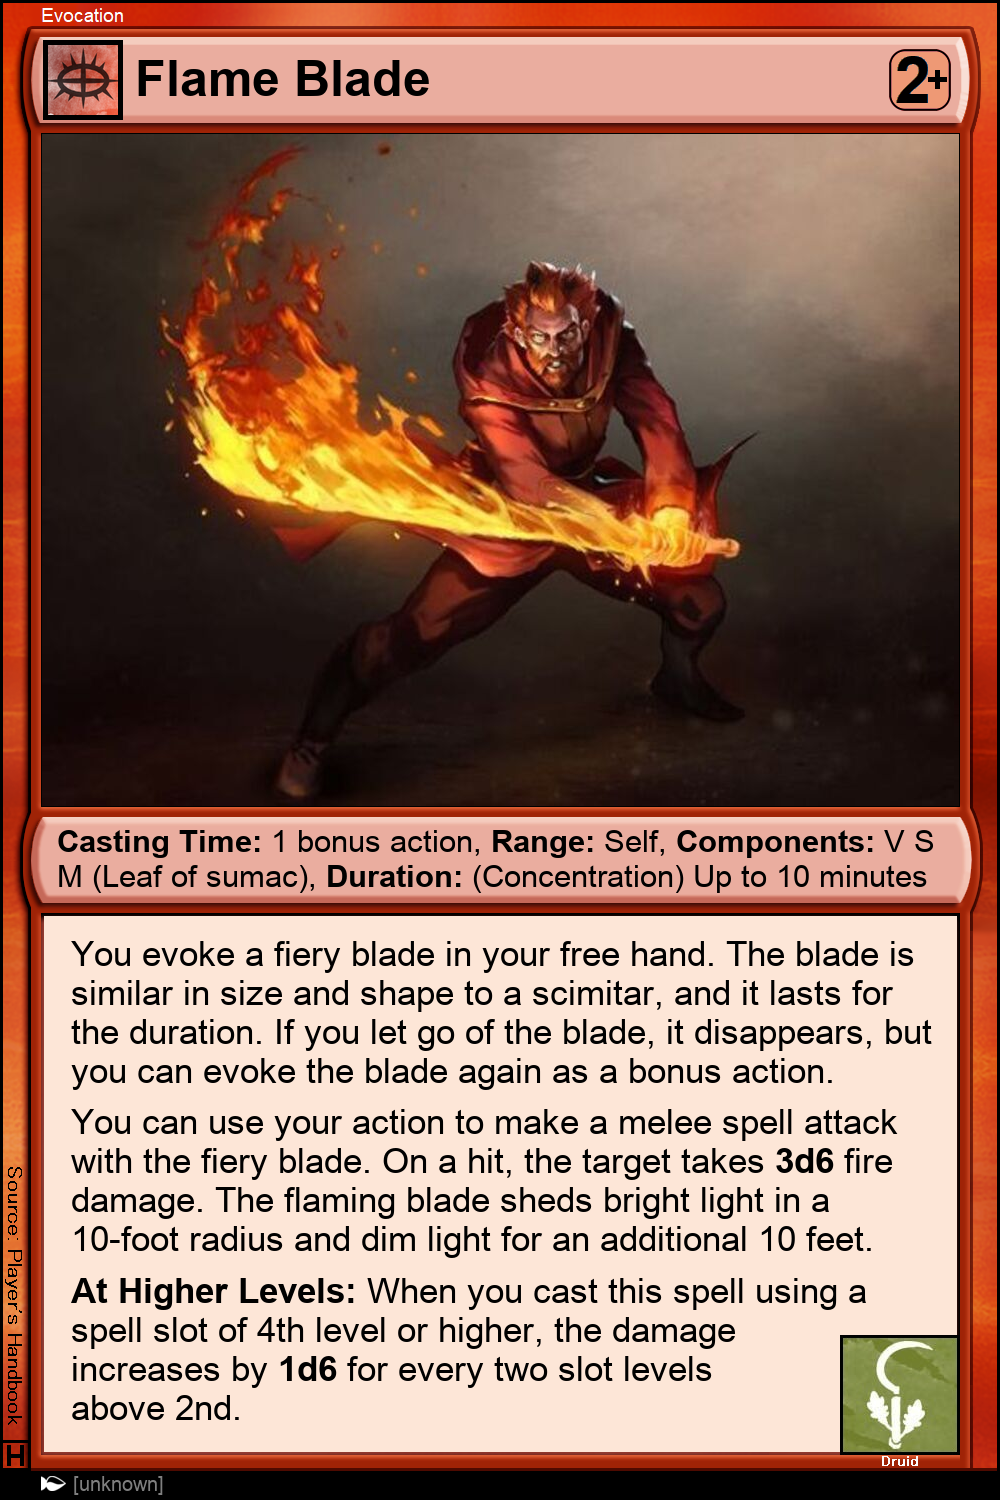 Evocation
Flame Blade
2+
Casting Time: 1 bonus action, Range: Self, Components: V S
M (Leaf of sumac), Duration: (Concentration) Up to 10 minutes
You evoke a fiery blade in your free hand. The blade is
similar in size and shape to a scimitar, and it lasts for
the duration. If you let go of the blade, it disappears, but
you can evoke the blade again as a bonus action.
You can use your action to make a melee spell attack
with the fiery blade. On a hit, the target takes 3d6 fire
damage. The flaming blade sheds bright light in a
10-foot radius and dim light for an additional 10 feet.
At Higher Levels: When you cast this spell using a
spell slot of 4th level or higher, the damage
increases by 1d6 for every two slot levels
above 2nd.
Druid
Source: Player's Handbook
H
[unknown]